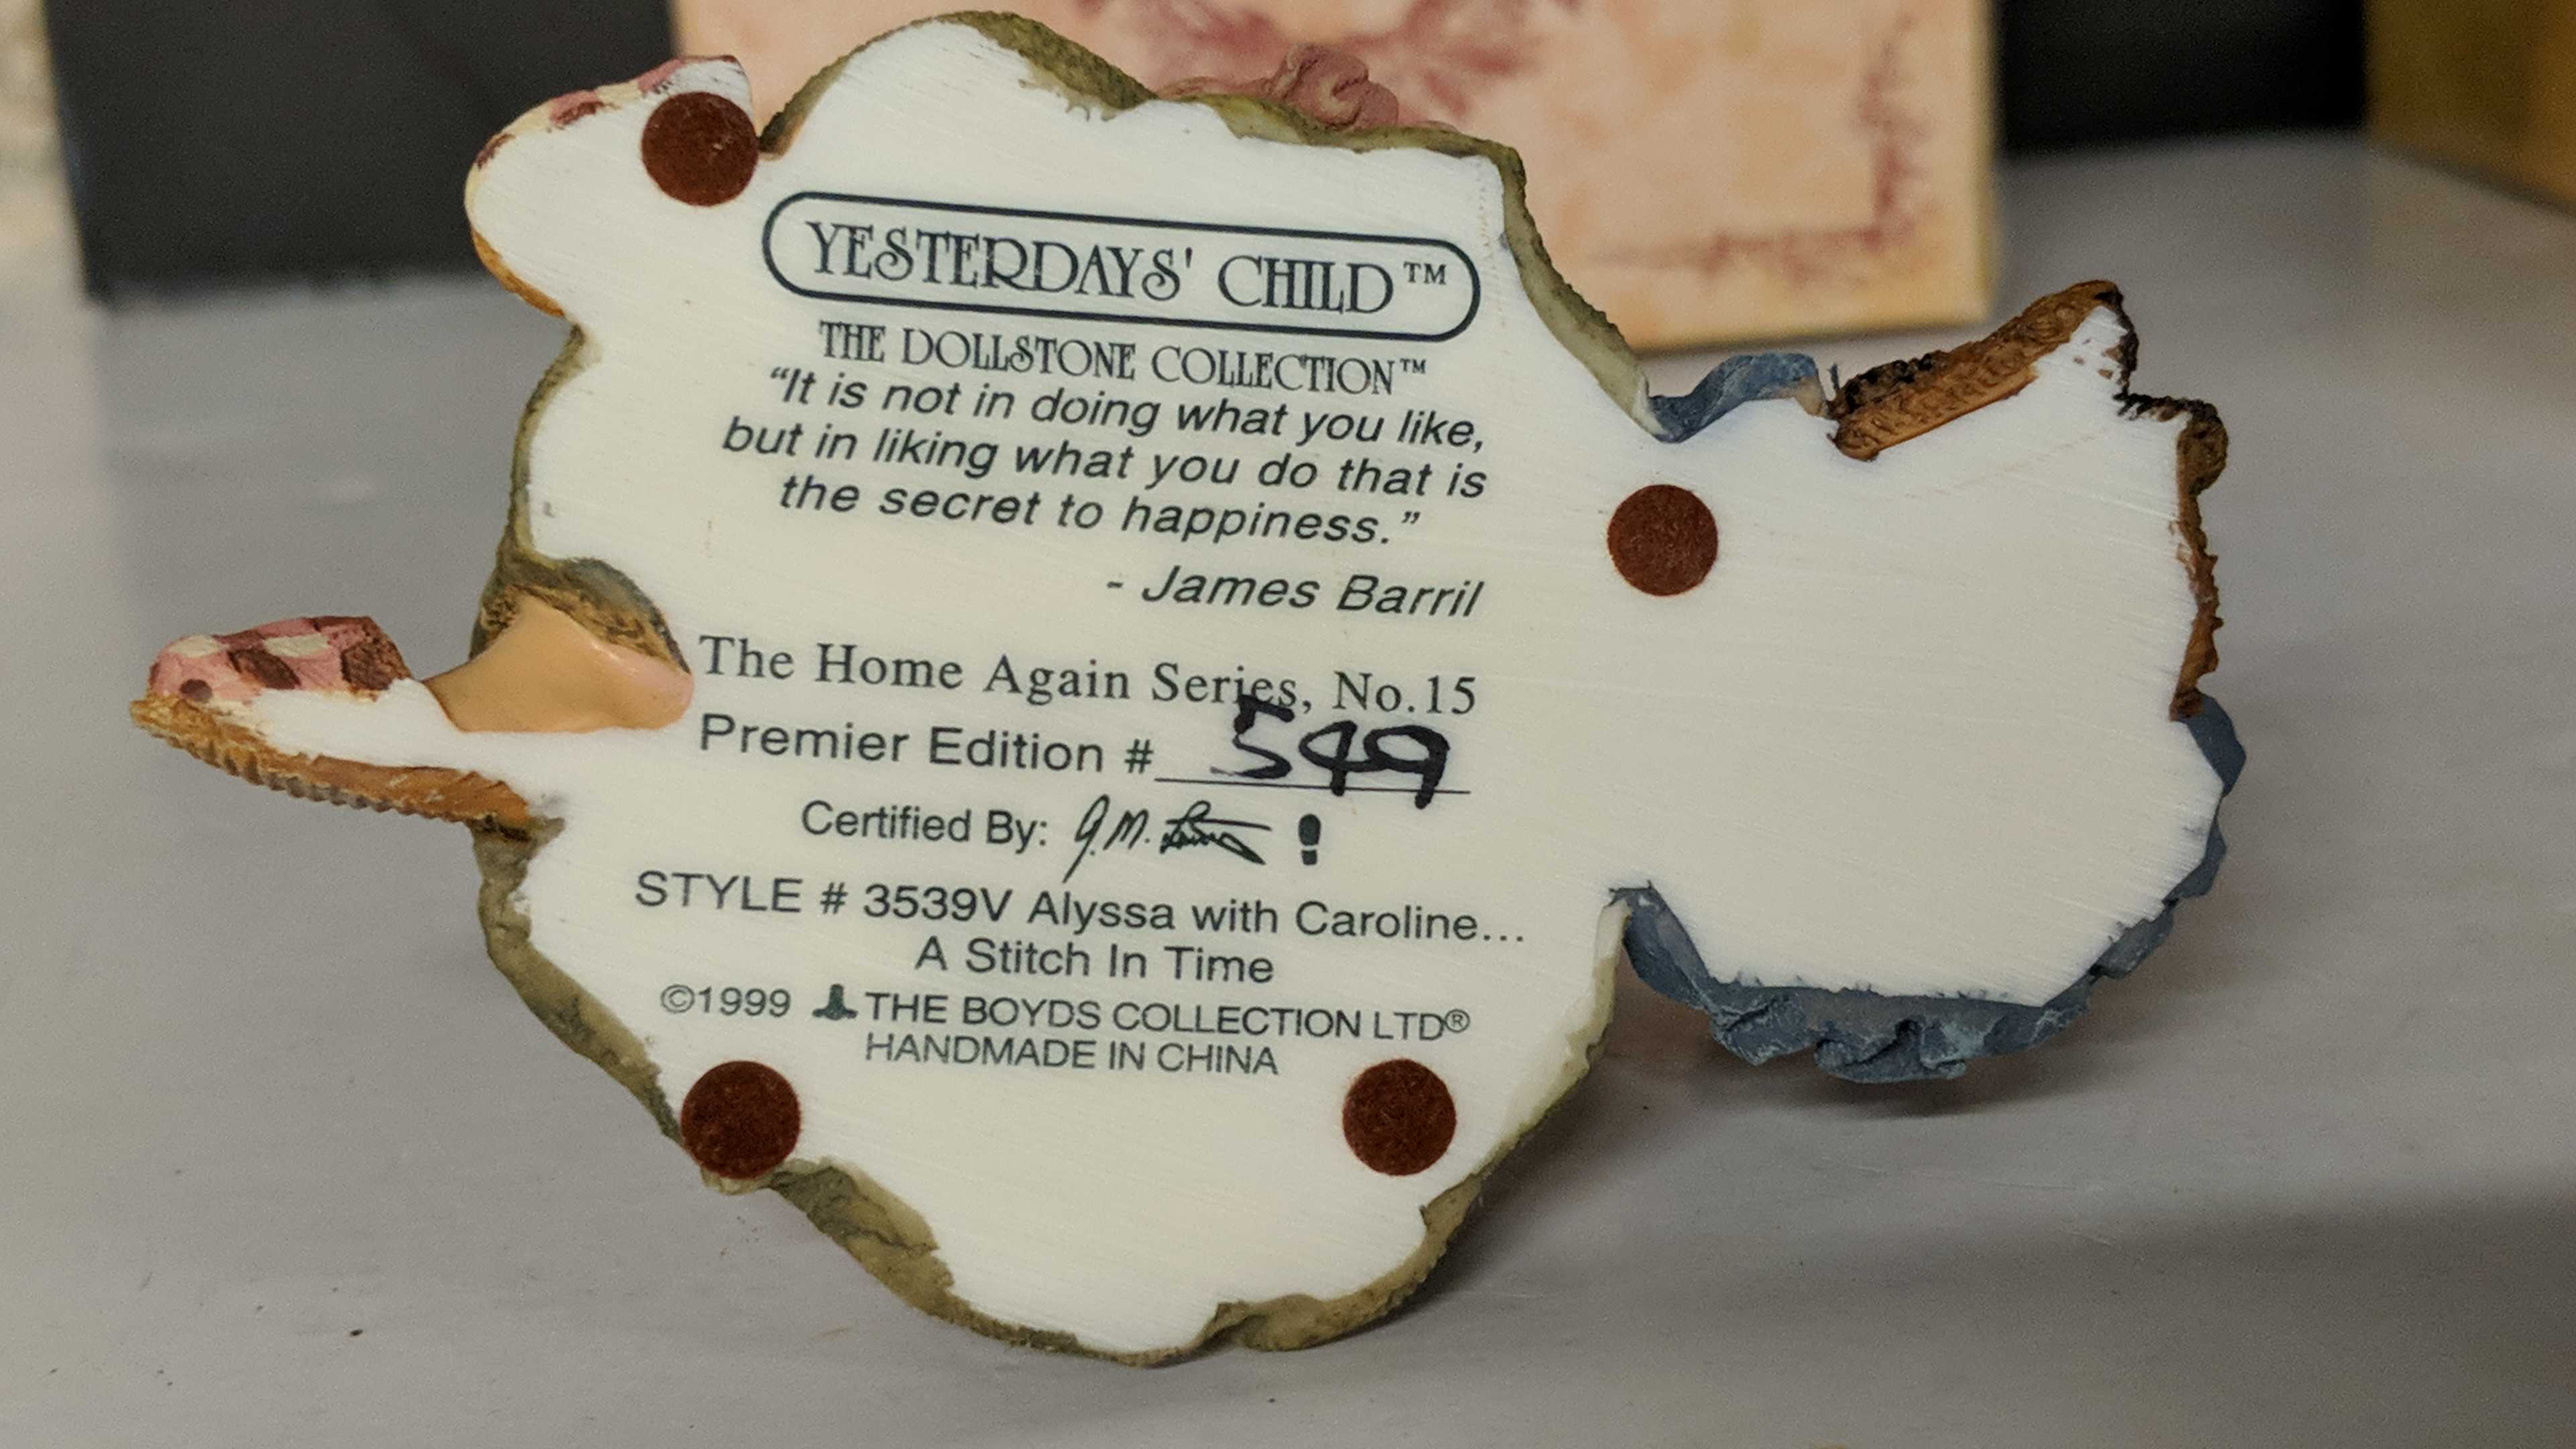 YESTERDAYS' CHILD™
THE DOLLSTONE COLLECTION™
“It is not in doing what you like,
but in liking what you do that is
the secret to happiness.”
- James Barril
The Home Again Series, No.15
Premier Edition # 549
Certified By: G.M.
STYLE # 3539V Alyssa with Caroline...
A Stitch In Time
©1999 THE BOYDS COLLECTION LTD®
HANDMADE IN CHINA